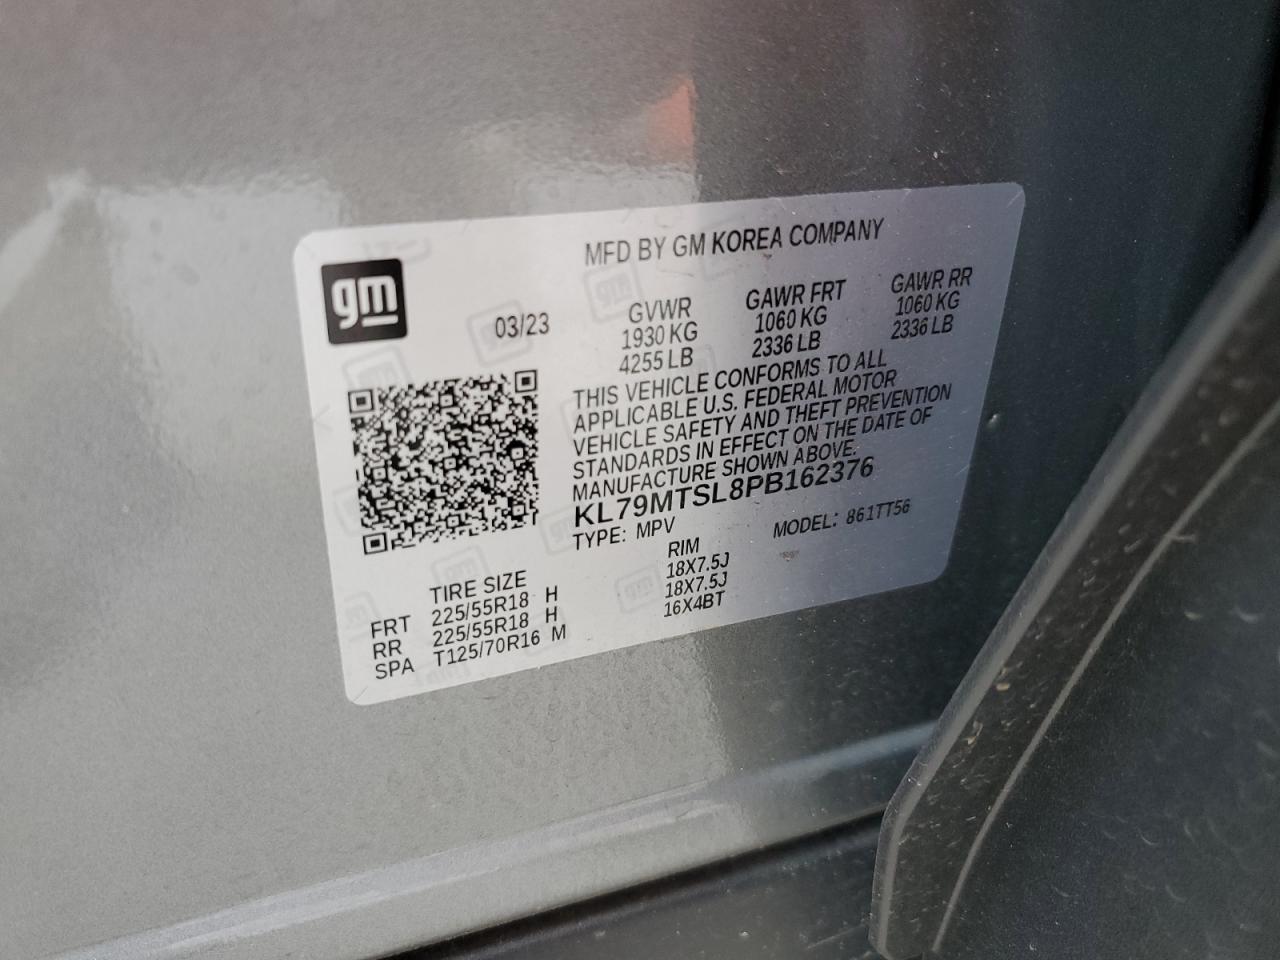 MFD BY GM KOREA COMPANY
gm
03/23
GVWR GAWR FRT GAWR RR
1930 KG 1060 KG 1060 KG
4255 LB 2336 LB 2336 LB
THIS VEHICLE CONFORMS TO ALL
APPLICABLE U.S. FEDERAL MOTOR
VEHICLE SAFETY AND THEFT PREVENTION
STANDARDS IN EFFECT ON THE DATE OF
MANUFACTURE SHOWN ABOVE.
KL79MTSL8PB162376
TYPE: MPV MODEL: 861TT56
TIRE SIZE RIM
FRT 225/55R18 H 18X7.5J
RR 225/55R18 H 18X7.5J
SPA T125/70R16 M 16X4BT